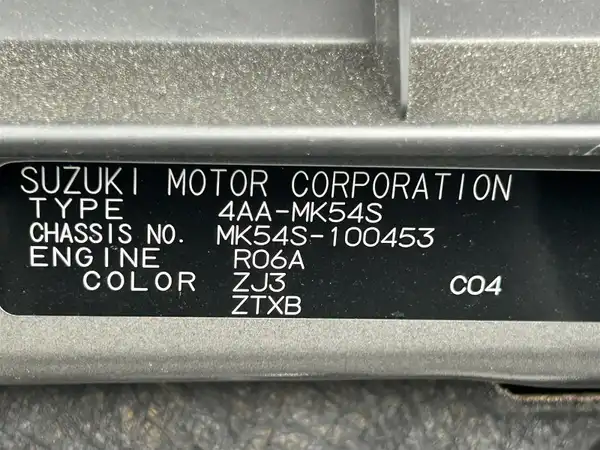 SUZUKI MOTOR CORPORATION
TYPE 4AA-MK54S
CHASSIS NO. MK54S-100453
ENGINE R06A
COLOR ZJ3 C04
ZTXB